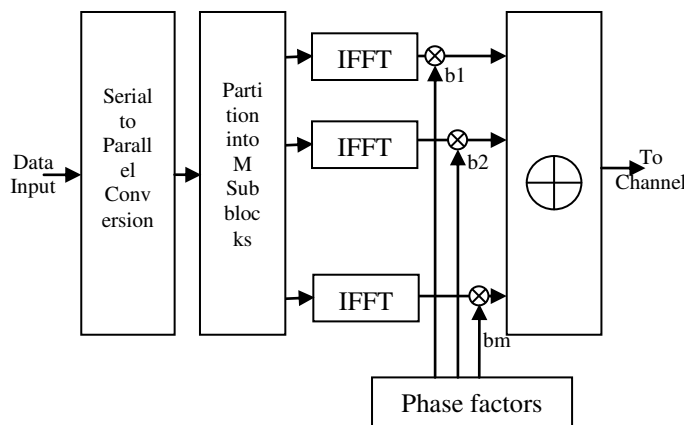 Data
Input
Serial
to
Parall
el
Conv
ersion
Parti
tion
into
M
Sub
bloc
ks
IFFT
b1
IFFT
b2
IFFT
bm
To
Channel
Phase factors